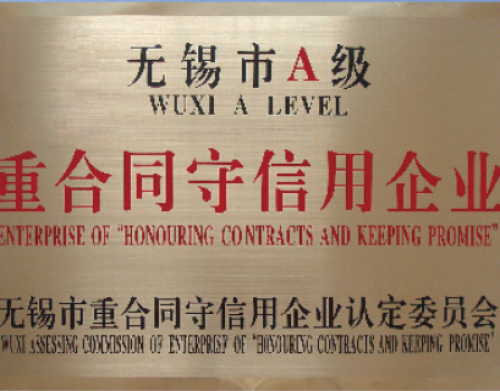 无锡市A级
WUXI A LEVEL
重合同守信用企业
ENTERPRISE OF "HONOURING CONTRACTS AND KEEPING PROMISE"
无锡市重合同守信用企业认定委员会
WUXI ASSESSING COMMISSION OF ENTERPRISE OF "HONOURING CONTRACTS AND KEEPING PROMISE"